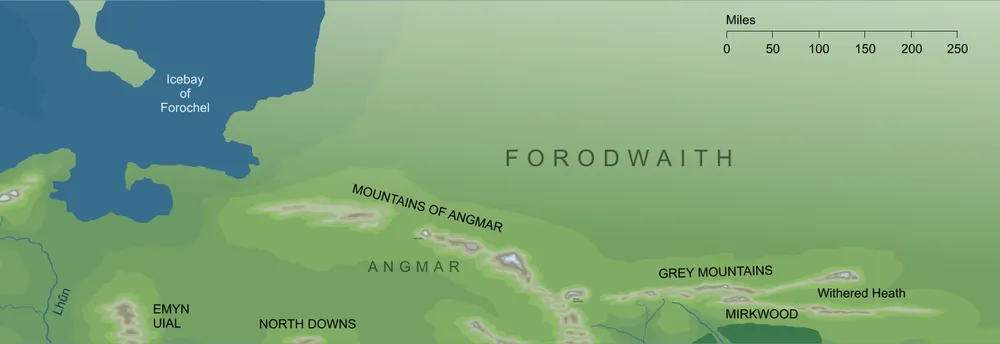 Miles
0 50 100 150 200 250
Icebay
of
Forochel
FORODWAITH
MOUNTAINS OF ANGMAR
ANGMAR
GREY MOUNTAINS
Withered Heath
Lhûn
EMYN
UIAL
NORTH DOWNS
MIRKWOOD